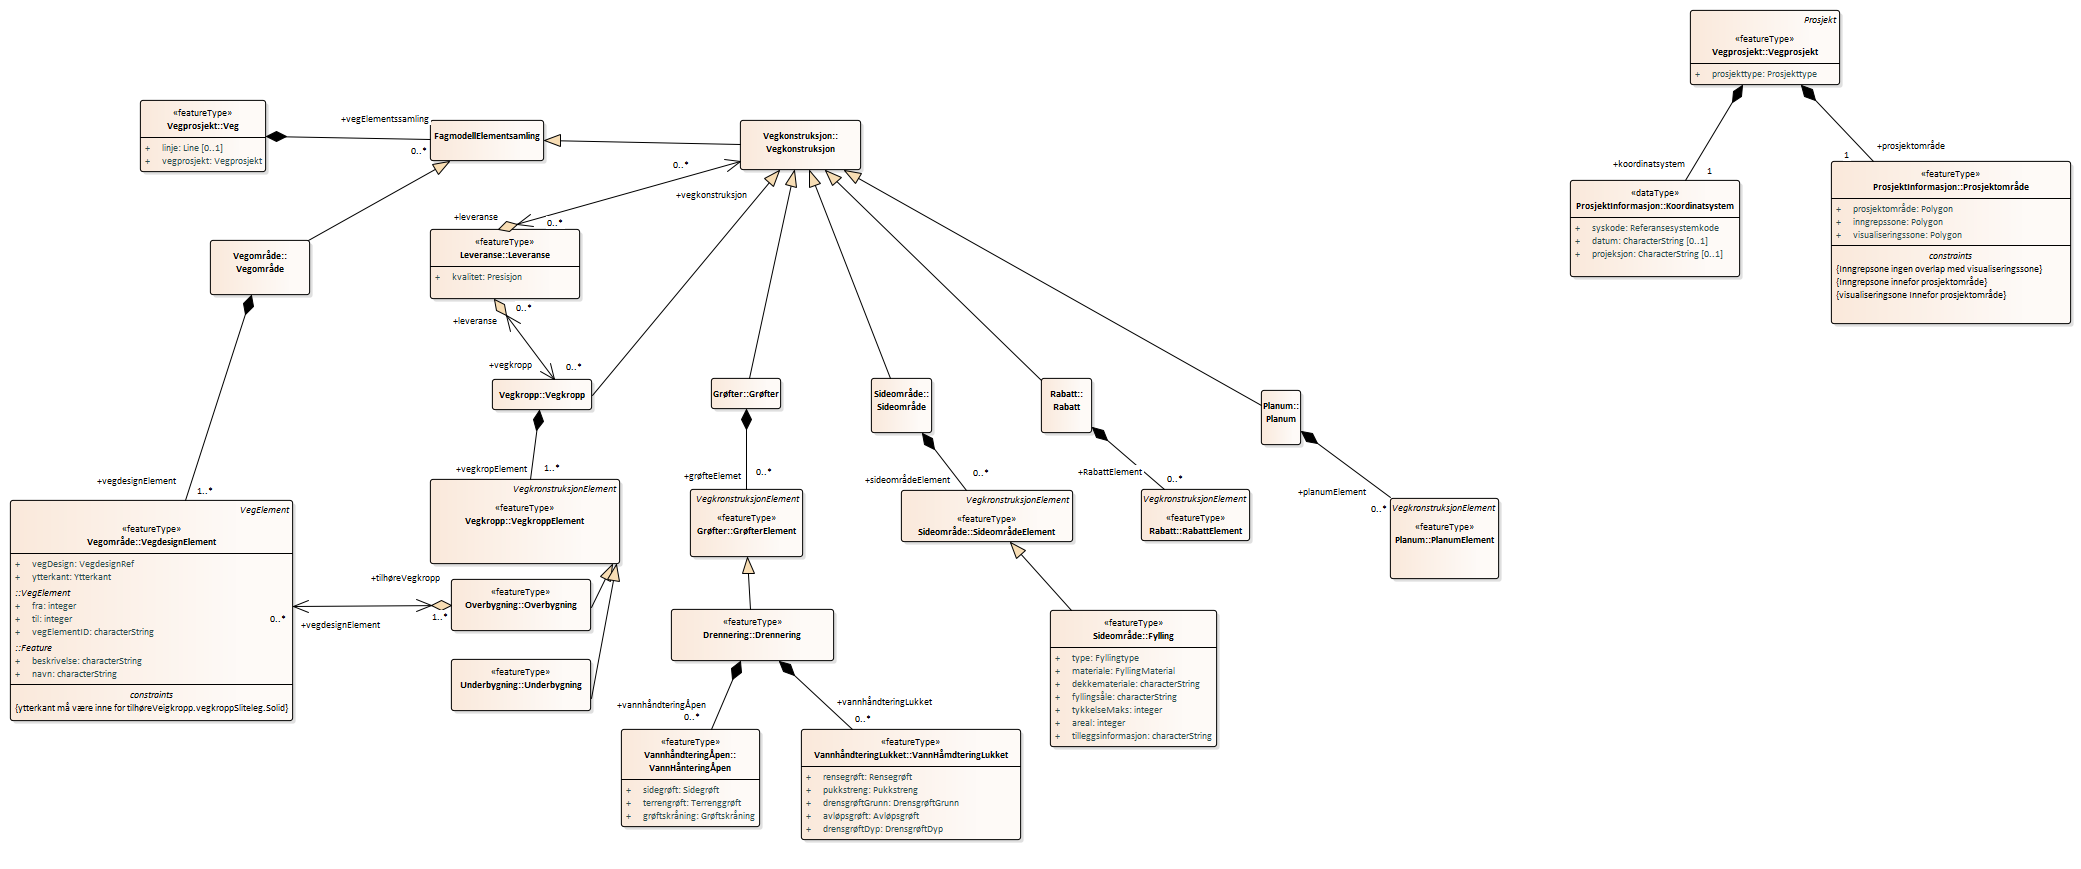 Prosjekt
«featureType»
Vegprosjekt::Vegprosjekt
+ prosjekttype: Prosjekttype
+koordinatsystem
1
+prosjektområde
1
«dataType»
ProsjektInformasjon::Koordinatsystem
+ syskode: Referansesystemkode
+ datum: CharacterString [0..1]
+ projeksjon: CharacterString [0..1]
«featureType»
ProsjektInformasjon::Prosjektområde
+ prosjektområde: Polygon
+ inngrepssone: Polygon
+ visualiseringssone: Polygon
constraints
{Inngrepsone ingen overlap med visualiseringssone}
{Inngrepsone innefor prosjektområde}
{visualiseringsone Innefor prosjektområde}
«featureType»
Vegprosjekt::Veg
+ linje: Line [0..1]
+ vegprosjekt: Vegprosjekt
+vegElementssamling
0..*
FagmodellElementsamling
Vegkonstruksjon::
Vegkonstruksjon
0..*
+vegkonstruksjon
+leveranse
0..*
«featureType»
Leveranse::Leveranse
+ kvalitet: Presisjon
0..*
+leveranse
+vegkropp
0..*
Vegområde::
Vegområde
Vegkropp::Vegkropp
Grøfter::Grøfter
Sideområde::
Sideområde
Rabatt::
Rabatt
Planum::
Planum
+vegdesignElement
1..*
+vegkropElement
1..*
+grøfteElemet
0..*
+sideområdeElement
0..*
+RabattElement
0..*
+planumElement
0..*
VegElement
«featureType»
Vegområde::VegdesignElement
+ vegDesign: VegdesignRef
+ ytterkant: Ytterkant
::VegElement
+ fra: integer
+ til: integer
+ vegElementID: characterString
::Feature
+ beskrivelse: characterString
+ navn: characterString
constraints
{ytterkant må være inne for tilhøreVeigkropp.vegkroppSliteleg.Solid}
0..*
+vegdesignElement
+tilhøreVegkropp
1..*
VegkronstruksjonElement
«featureType»
Vegkropp::VegkroppElement
«featureType»
Overbygning::Overbygning
«featureType»
Underbygning::Underbygning
VegkronstruksjonElement
«featureType»
Grøfter::GrøfterElement
VegkronstruksjonElement
«featureType»
Sideområde::SideområdeElement
VegkronstruksjonElement
«featureType»
Rabatt::RabattElement
VegkronstruksjonElement
«featureType»
Planum::PlanumElement
«featureType»
Drennering::Drennering
+vannhåndteringÅpen
0..*
+vannhåndteringLukket
0..*
«featureType»
VannhåndteringÅpen::
VannHånteringÅpen
+ sidegrøft: Sidegrøft
+ terrengrøft: Terrenggrøft
+ grøftskråning: Grøftskråning
«featureType»
VannhåndteringLukket::VannHåmdteringLukket
+ rensegrøft: Rensegrøft
+ pukkstreng: Pukkstreng
+ drensgrøftGrunn: DrensgrøftGrunn
+ avløpsgrøft: Avløpsgrøft
+ drensgrøftDyp: DrensgrøftDyp
«featureType»
Sideområde::Fylling
+ type: Fyllingtype
+ materiale: FyllingMaterial
+ dekkemateriale: characterString
+ fyllingsåle: characterString
+ tykkelseMaks: integer
+ areal: integer
+ tilleggsinformasjon: characterString